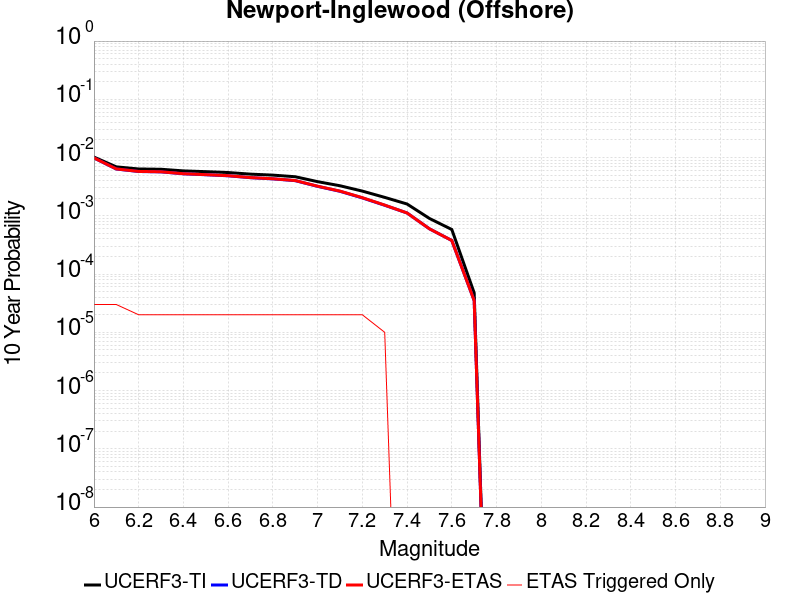 Newport-Inglewood (Offshore)
10^0
10^-1
10^-2
10^-3
10^-4
10^-5
10^-6
10^-7
10^-8
10 Year Probability
6 6.2 6.4 6.6 6.8 7 7.2 7.4 7.6 7.8 8 8.2 8.4 8.6 8.8 9
Magnitude
UCERF3-TI UCERF3-TD UCERF3-ETAS ETAS Triggered Only